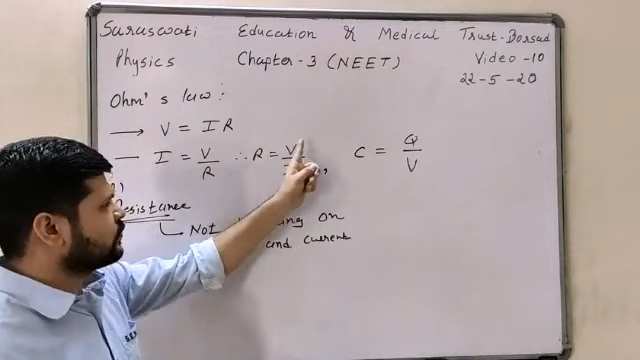 Saraswati Education & Medical Trust-Borsad
Physics Chapter-3 (NEET) Video-10
22-5-20
Ohm's law:
→ V = IR
— I = V/R ∴ R = V/ , C = Q/V
Resistance
Not on
and current